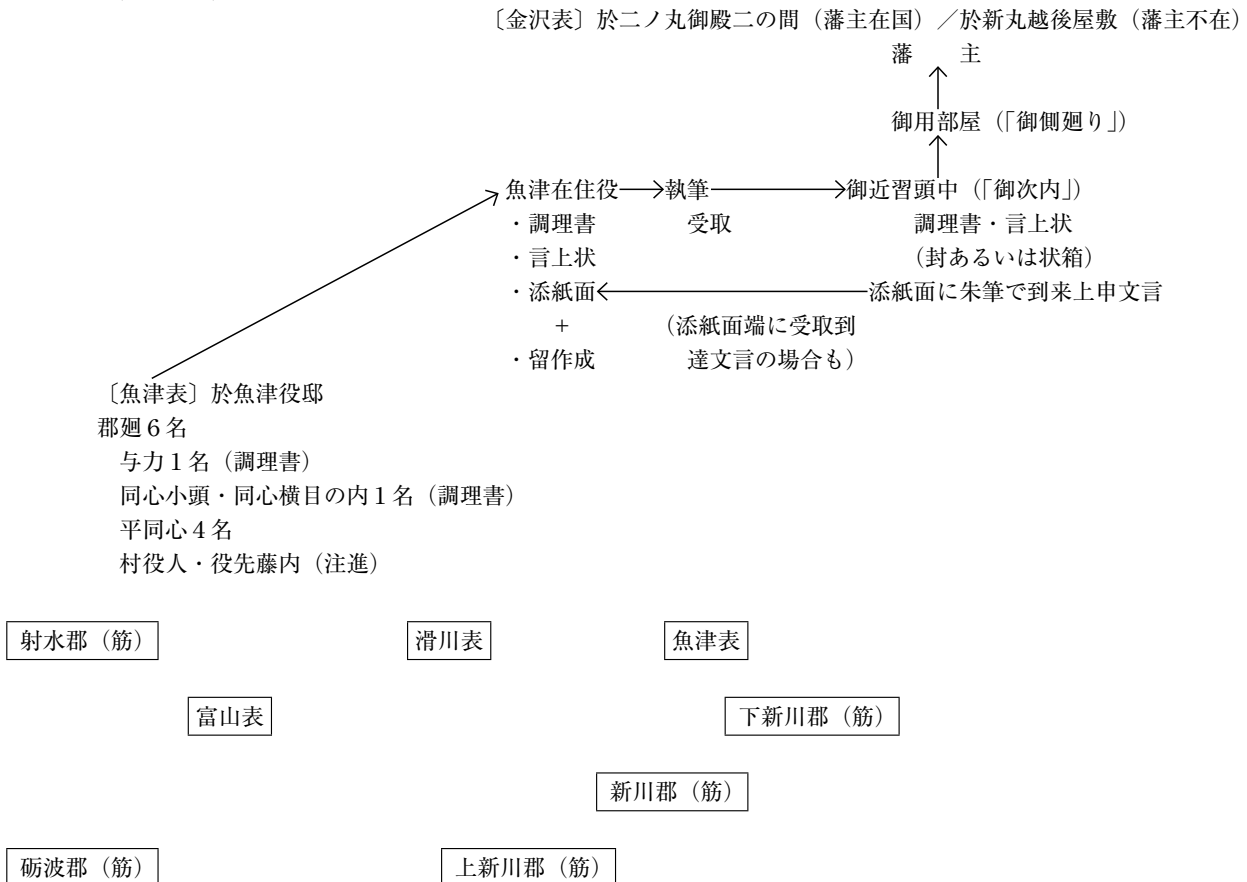 〔金沢表〕於二ノ丸御殿二の間（藩主在国）／於新丸越後屋敷（藩主不在）
藩　　主
御用部屋（「御側廻り」）
魚津在住役　執筆　御近習頭中（「御次内」）
・調理書　受取　調理書・言上状
・言上状　（封あるいは状箱）
・添紙面　添紙面に朱筆で到来上申文言
＋　（添紙面端に受取到
・留作成　達文言の場合も）
〔魚津表〕於魚津役邸
郡廻６名
与力１名（調理書）
同心小頭・同心横目の内１名（調理書）
平同心４名
村役人・役先藤内（注進）
射水郡（筋）　滑川表　魚津表
富山表　下新川郡（筋）
新川郡（筋）
砺波郡（筋）　上新川郡（筋）